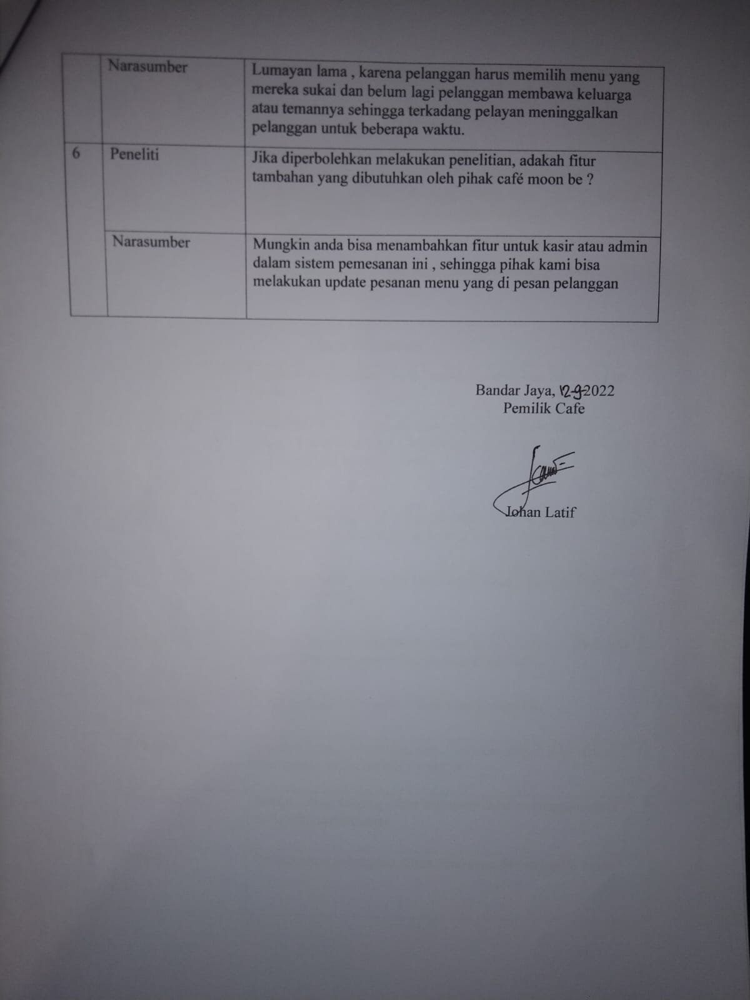 Narasumber
Lumayan lama , karena pelanggan harus memilih menu yang
mereka sukai dan belum lagi pelanggan membawa keluarga
atau temannya sehingga terkadang pelayan meninggalkan
pelanggan untuk beberapa waktu.
6
Peneliti
Jika diperbolehkan melakukan penelitian, adakah fitur
tambahan yang dibutuhkan oleh pihak café moon be ?
Narasumber
Mungkin anda bisa menambahkan fitur untuk kasir atau admin
dalam sistem pemesanan ini , sehingga pihak kami bisa
melakukan update pesanan menu yang di pesan pelanggan
Bandar Jaya, 12-9-2022
Pemilik Cafe
Johan Latif